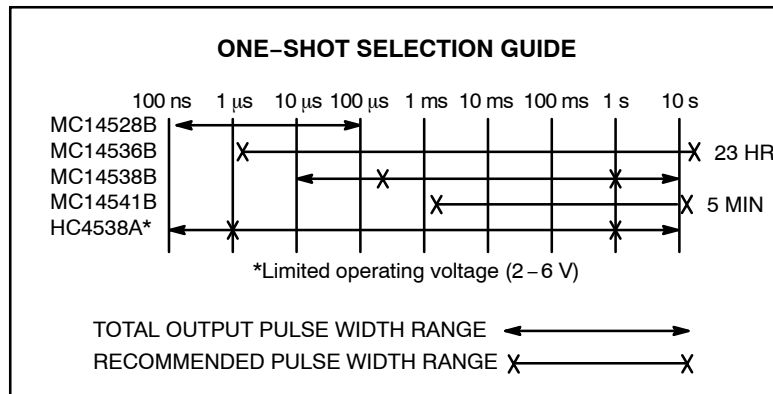 ONE−SHOT SELECTION GUIDE
100 ns 1 μs 10 μs 100 μs 1 ms 10 ms 100 ms 1 s 10 s
MC14528B
MC14536B 23 HR
MC14538B
MC14541B 5 MIN
HC4538A*
*Limited operating voltage (2−6 V)
TOTAL OUTPUT PULSE WIDTH RANGE
RECOMMENDED PULSE WIDTH RANGE